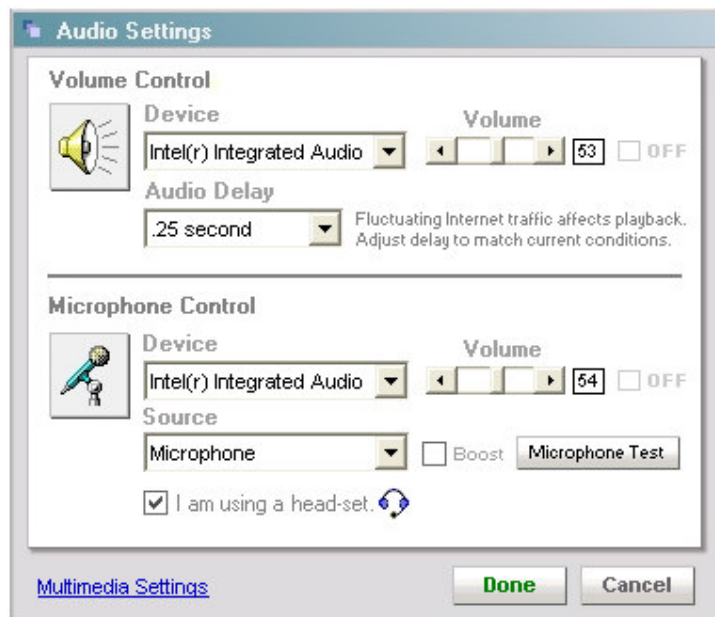 Audio Settings
Volume Control
Device
Volume
Intel(r) Integrated Audio
53
OFF
Audio Delay
.25 second
Fluctuating Internet traffic affects playback.
Adjust delay to match current conditions.
Microphone Control
Device
Volume
Intel(r) Integrated Audio
54
OFF
Source
Microphone
Boost
Microphone Test
I am using a head-set.
Multimedia Settings
Done
Cancel